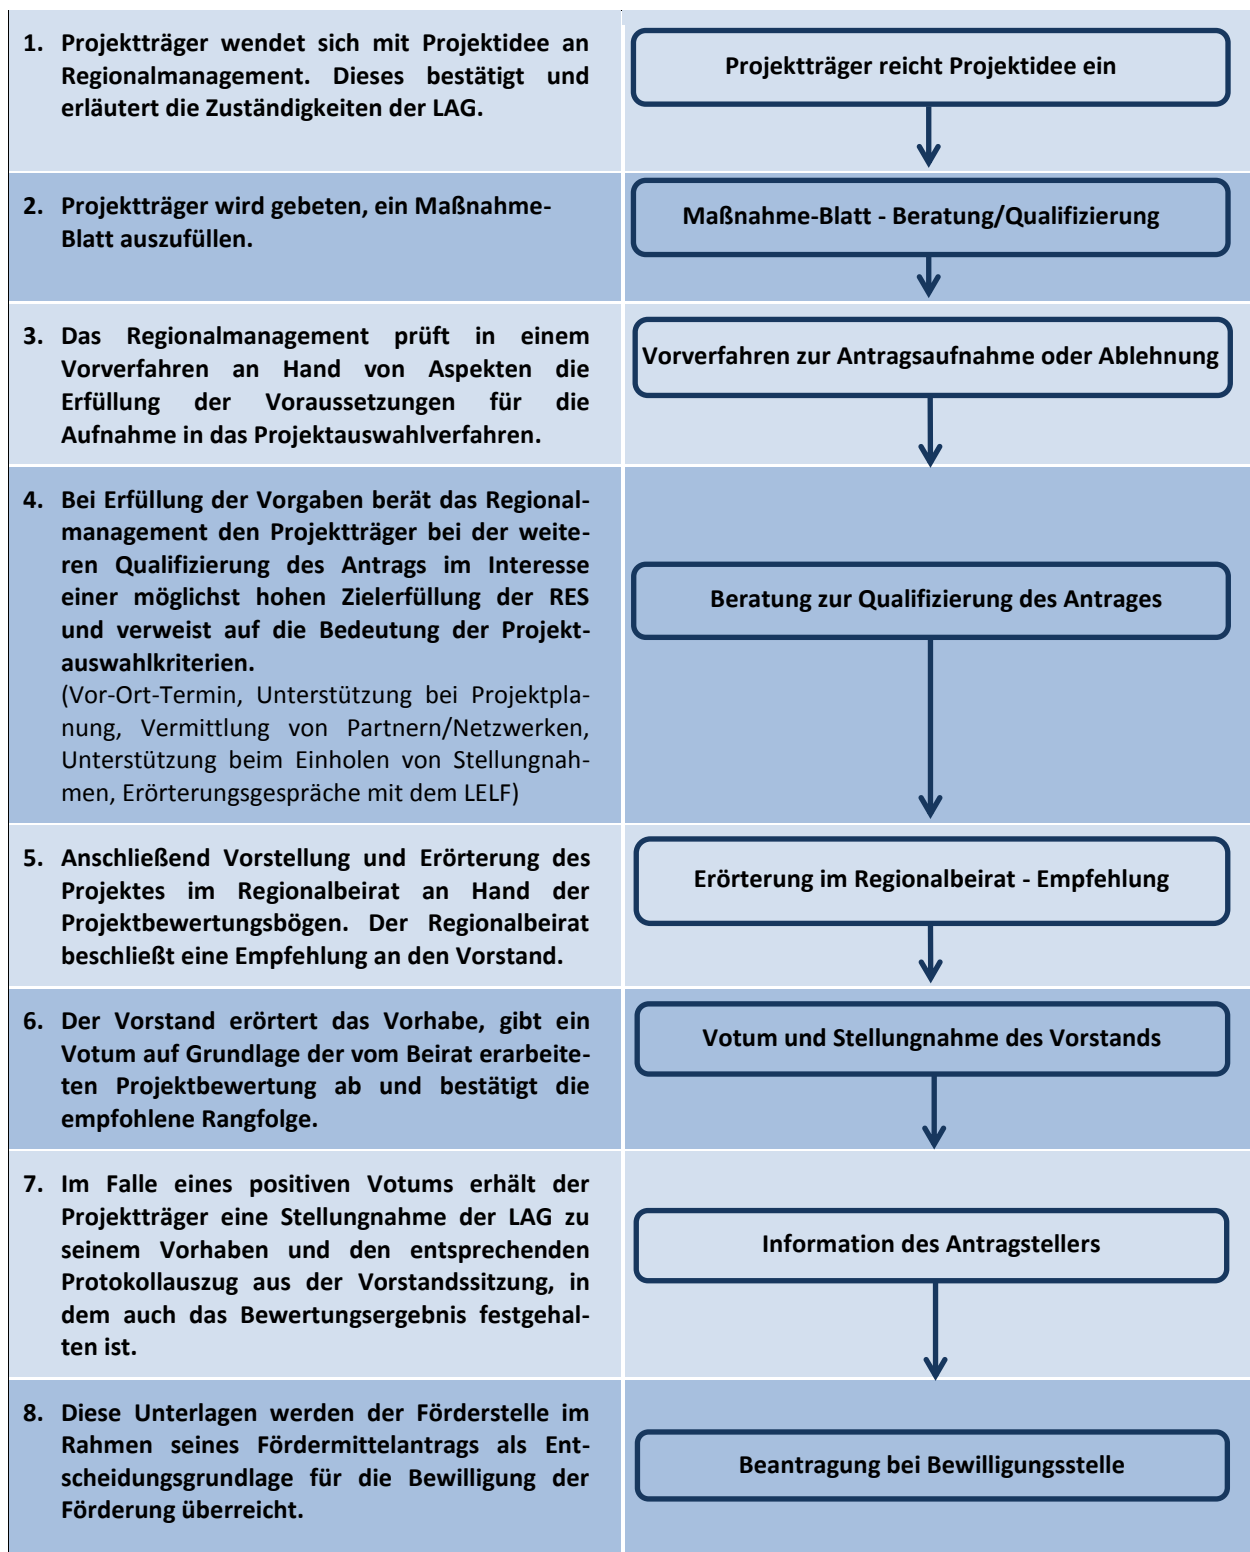 1. Projektträger wendet sich mit Projektidee an
Regionalmanagement. Dieses bestätigt und
erläutert die Zuständigkeiten der LAG.
Projektträger reicht Projektidee ein
2. Projektträger wird gebeten, ein Maßnahme-
Blatt auszufüllen.
Maßnahme-Blatt - Beratung/Qualifizierung
3. Das Regionalmanagement prüft in einem
Vorverfahren an Hand von Aspekten die
Erfüllung der Voraussetzungen für die
Aufnahme in das Projektauswahlverfahren.
Vorverfahren zur Antragsaufnahme oder Ablehnung
4. Bei Erfüllung der Vorgaben berät das Regional-
management den Projektträger bei der weite-
ren Qualifizierung des Antrags im Interesse
einer möglichst hohen Zielerfüllung der RES
und verweist auf die Bedeutung der Projekt-
auswahlkriterien.
(Vor-Ort-Termin, Unterstützung bei Projektpla-
nung, Vermittlung von Partnern/Netzwerken,
Unterstützung beim Einholen von Stellungnah-
men, Erörterungsgespräche mit dem LELF)
Beratung zur Qualifizierung des Antrages
5. Anschließend Vorstellung und Erörterung des
Projektes im Regionalbeirat an Hand der
Projektbewertungsbögen. Der Regionalbeirat
beschließt eine Empfehlung an den Vorstand.
Erörterung im Regionalbeirat - Empfehlung
6. Der Vorstand erörtert das Vorhabe, gibt ein
Votum auf Grundlage der vom Beirat erarbeite-
ten Projektbewertung ab und bestätigt die
empfohlene Rangfolge.
Votum und Stellungnahme des Vorstands
7. Im Falle eines positiven Votums erhält der
Projektträger eine Stellungnahme der LAG zu
seinem Vorhaben und den entsprechenden
Protokollauszug aus der Vorstandssitzung, in
dem auch das Bewertungsergebnis festgehal-
ten ist.
Information des Antragstellers
8. Diese Unterlagen werden der Förderstelle im
Rahmen seines Fördermittelantrags als Ent-
scheidungsgrundlage für die Bewilligung der
Förderung überreicht.
Beantragung bei Bewilligungsstelle